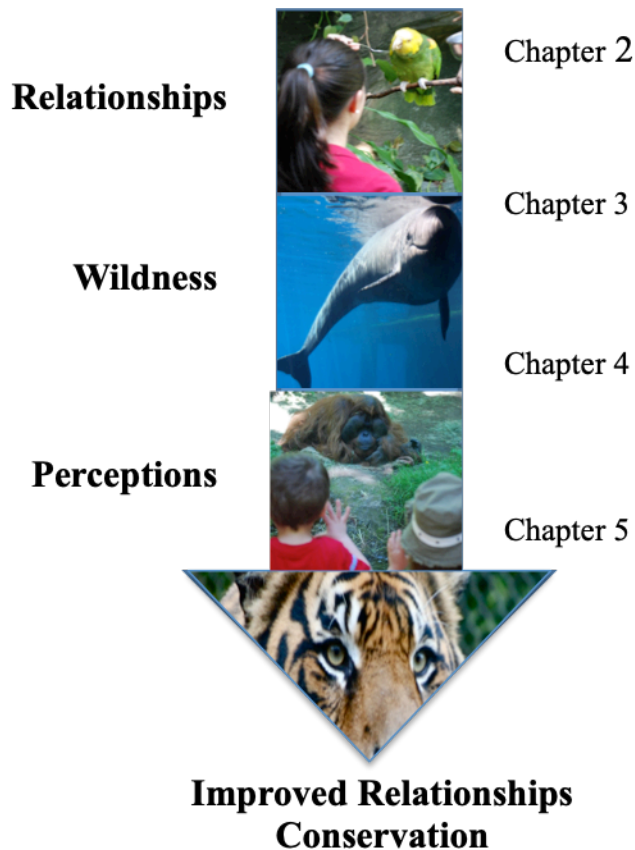 Chapter 2
Relationships
Chapter 3
Wildness
Chapter 4
Perceptions
Chapter 5
Improved Relationships
Conservation